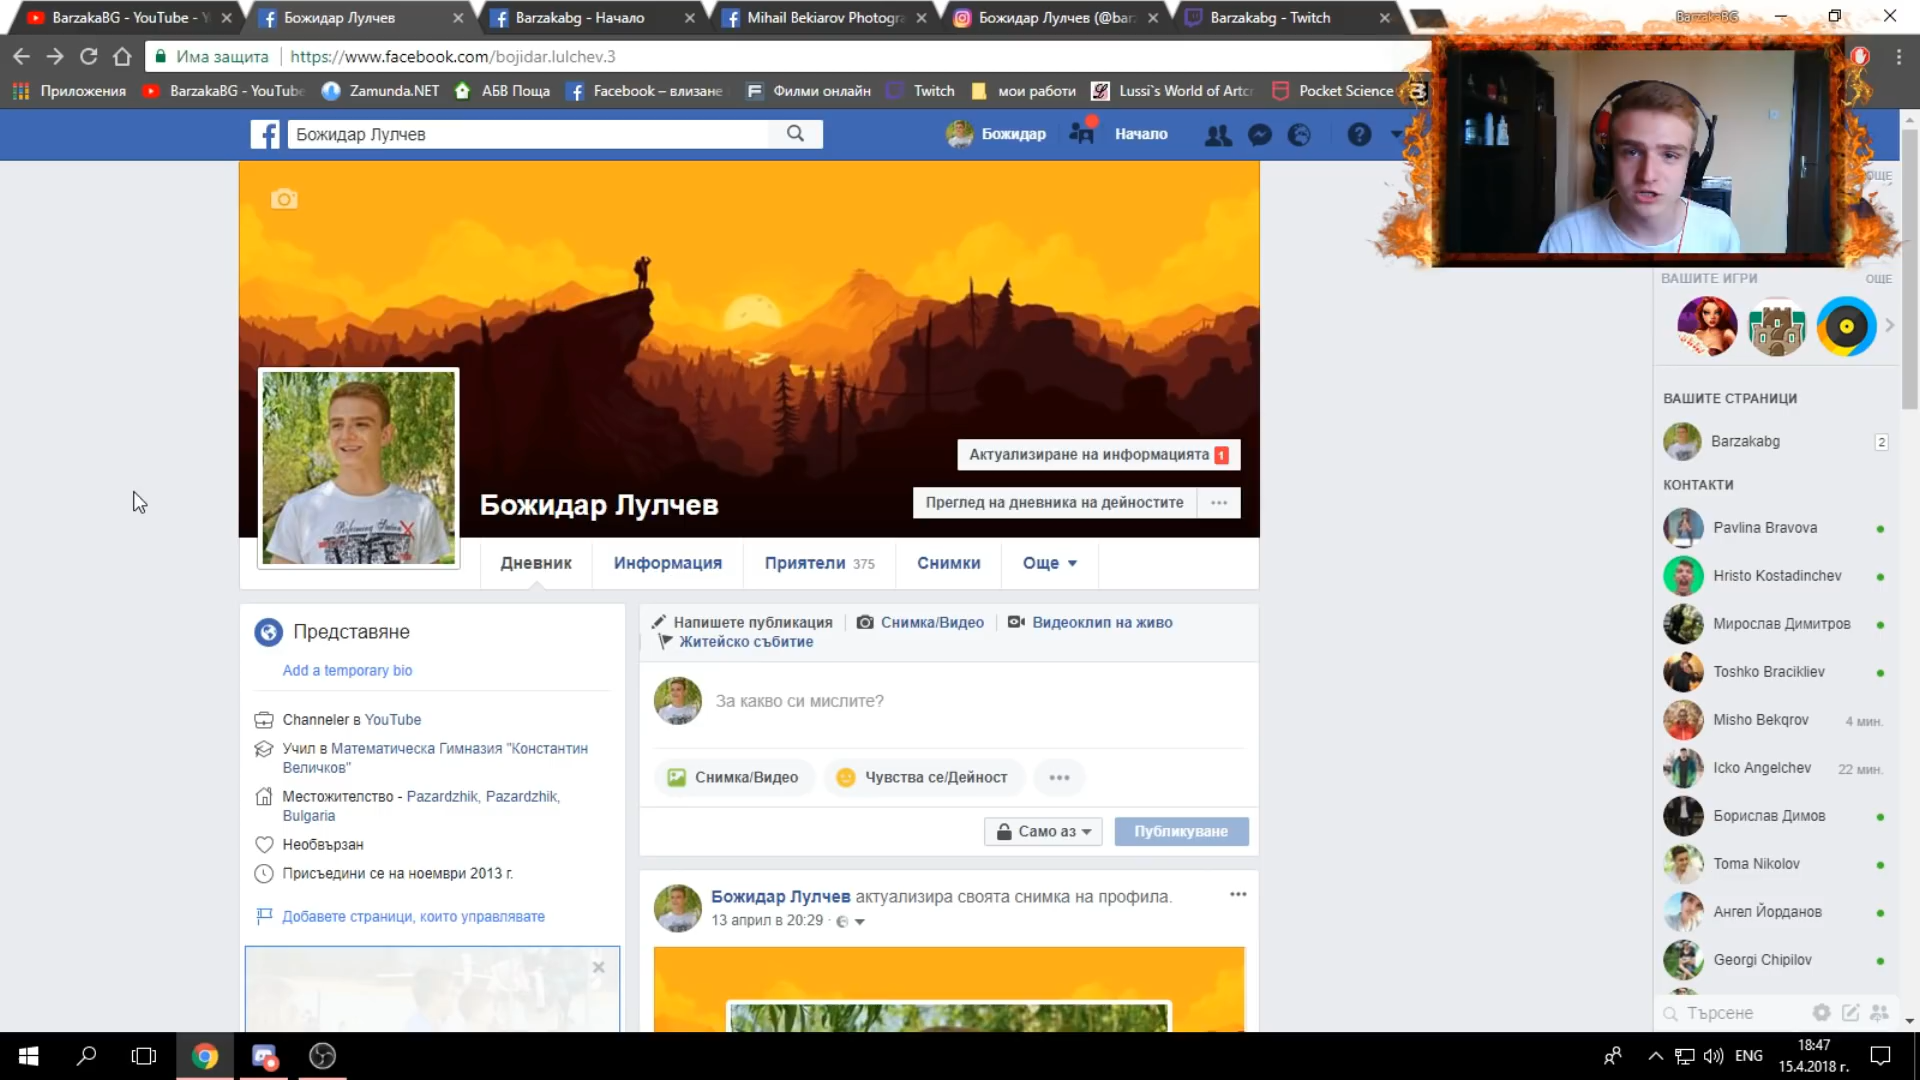 BarzakaBG - YouTube - Y
Божидар Лулчев
Barzakabg - Начало
Mihail Bekiarov Photogra
Божидар Лулчев (@bar
Barzakabg - Twitch
BarzakaBG
Има защита
https://www.facebook.com/bojidar.lulchev.3
Приложения
BarzakaBG - YouTube
Zamunda.NET
АБВ Поща
Facebook – влизане
Филми онлайн
Twitch
мои работи
Lussi`s World of Artcr
Pocket Science
Божидар Лулчев
Божидар
Начало
ОЩЕ
ВАШИТЕ ИГРИ
ОЩЕ
ВАШИТЕ СТРАНИЦИ
Barzakabg
2
КОНТАКТИ
Pavlina Bravova
Hristo Kostadinchev
Мирослав Димитров
Toshko Bracikliev
Misho Bekqrov 4 мин.
Icko Angelchev 22 мин.
Борислав Димов
Toma Nikolov
Ангел Йорданов
Georgi Chipilov
Търсене
Актуализиране на информацията 1
Божидар Лулчев
Преглед на дневника на дейностите
Дневник
Информация
Приятели 375
Снимки
Още
Представяне
Add a temporary bio
Channeler в YouTube
Учил в Математическа Гимназия "Константин
Величков"
Местожителство - Pazardzhik, Pazardzhik,
Bulgaria
Необвързан
Присъедини се на ноември 2013 г.
Добавете страници, които управлявате
Напишете публикация
Снимка/Видео
Видеоклип на живо
Житейско събитие
За какво си мислите?
Снимка/Видео
Чувства се/Дейност
Само аз
Публикуване
Божидар Лулчев актуализира своята снимка на профила.
13 април в 20:29
ENG
18:47
15.4.2018 г.